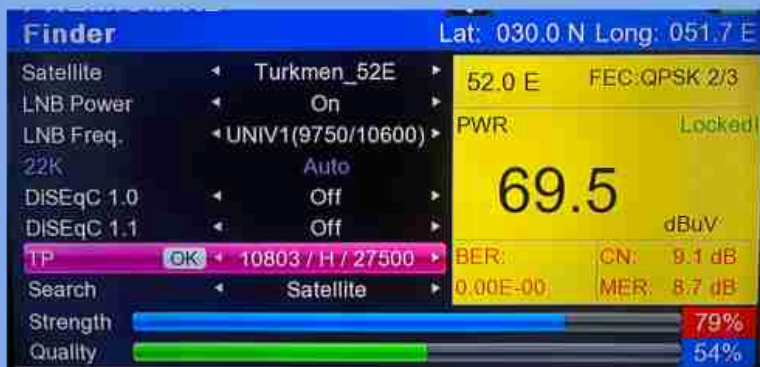 Finder Lat: 030.0 N Long: 051.7 E
Satellite Turkmen_52E
LNB Power On
LNB Freq. UNIV1(9750/10600)
22K Auto
DiSEqC 1.0 Off
DiSEqC 1.1 Off
TP OK 10803 / H / 27500
Search Satellite
52.0 E FEC:QPSK 2/3
PWR Locked!
69.5
dBuV
BER: CN: 9.1 dB
0.00E-00 MER: 8.7 dB
Strength 79%
Quality 54%